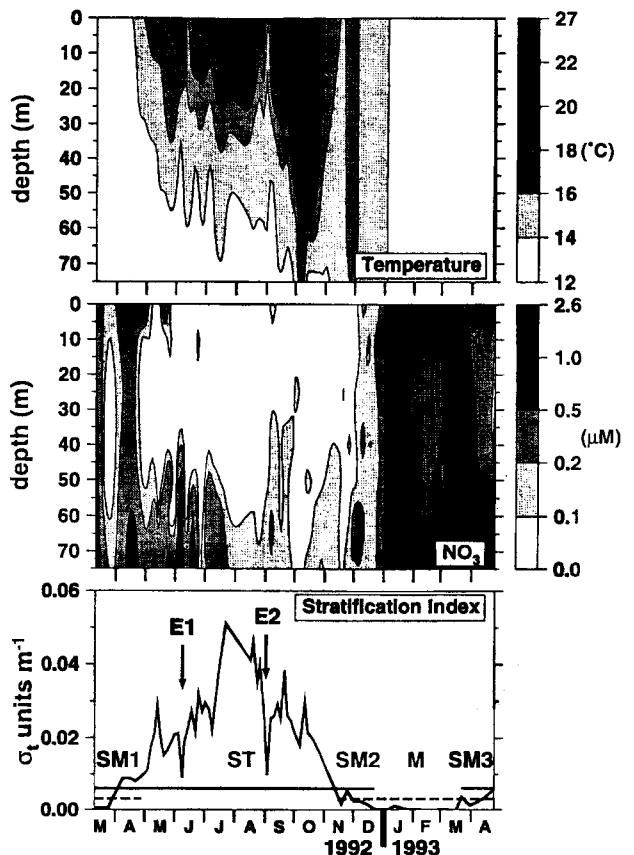 0
10
20
30
40
50
60
70
depth (m)
Temperature
27
22
20
18 (°C)
16
14
12
0
10
20
30
40
50
60
70
depth (m)
NO3
2.6
1.0
0.5
(μM)
0.2
0.1
0.0
0.06
0.04
0.02
0.00
σt units m-1
Stratification index
E1
E2
SM1
ST
SM2
M
SM3
M A M J J A S O N D J F M A
1992 1993